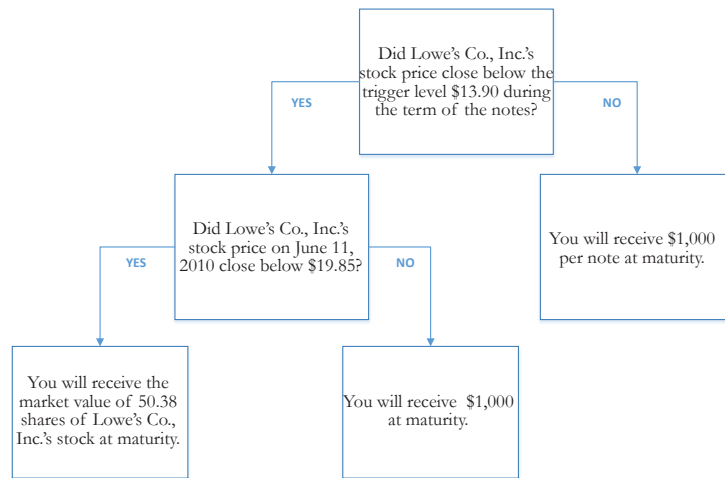 Did Lowe's Co., Inc.'s
stock price close below the
trigger level $13.90 during
the term of the notes?
YES
NO
Did Lowe's Co., Inc.'s
stock price on June 11,
2010 close below $19.85?
You will receive $1,000
per note at maturity.
YES
NO
You will receive the
market value of 50.38
shares of Lowe's Co.,
Inc.'s stock at maturity.
You will receive $1,000
at maturity.